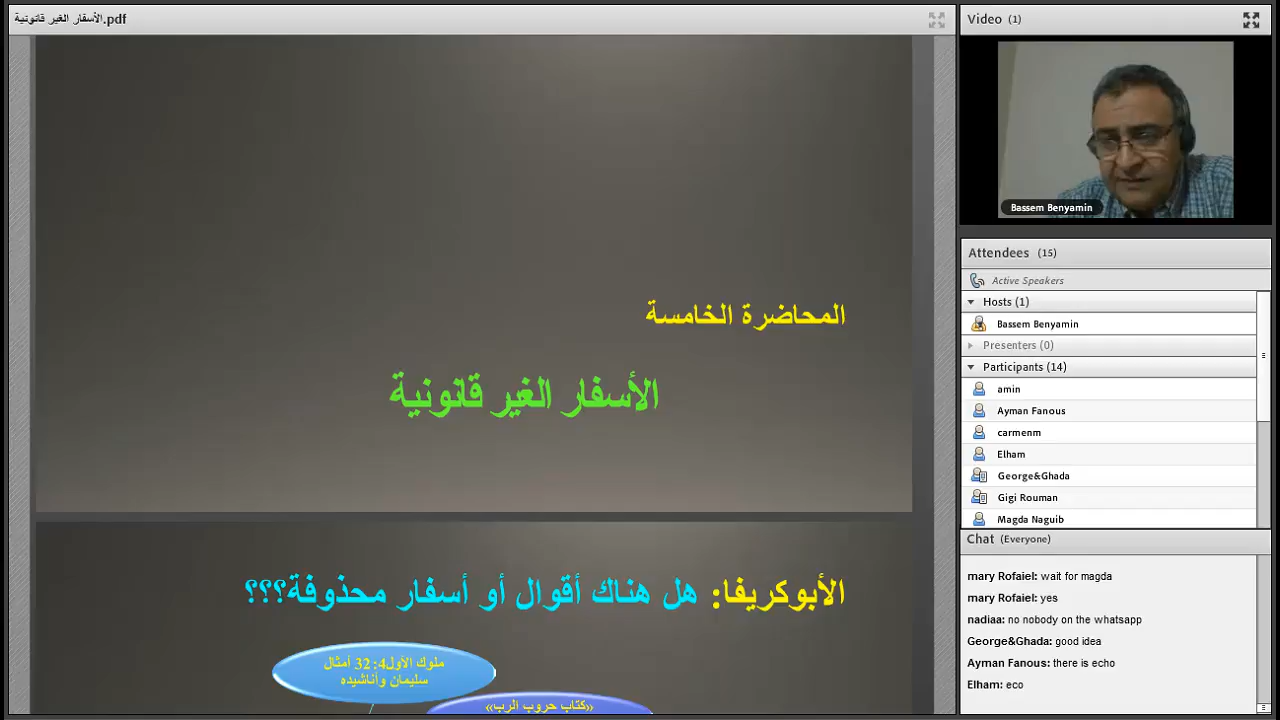 الأسفار الغير قانونية.pdf
المحاضرة الخامسة
الأسفار الغير قانونية
الأبوكريفا: هل هناك أقوال أو أسفار محذوفة؟؟؟
ملوك الأول4: 32 أمثال
سليمان وأناشيده
«كتاب حروب الرب»
Video (1)
Bassem Benyamin
Attendees (15)
Active Speakers
Hosts (1)
Bassem Benyamin
Presenters (0)
Participants (14)
amin
Ayman Fanous
carmenm
Elham
George&Ghada
Gigi Rouman
Magda Naguib
Chat (Everyone)
mary Rofaiel: wait for magda
mary Rofaiel: yes
nadiaa: no nobody on the whatsapp
George&Ghada: good idea
Ayman Fanous: there is echo
Elham: eco